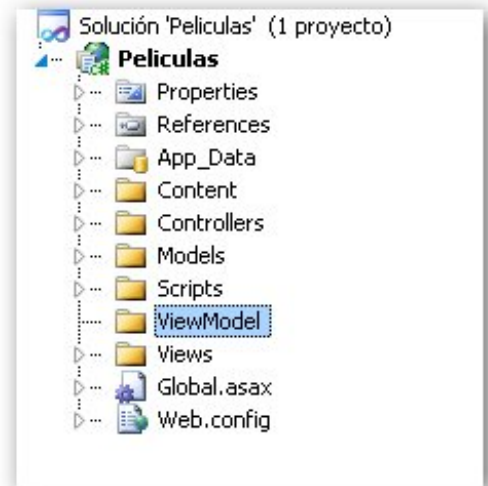 Solución 'Peliculas' (1 proyecto)
Peliculas
Properties
References
App_Data
Content
Controllers
Models
Scripts
ViewModel
Views
Global.asax
Web.config